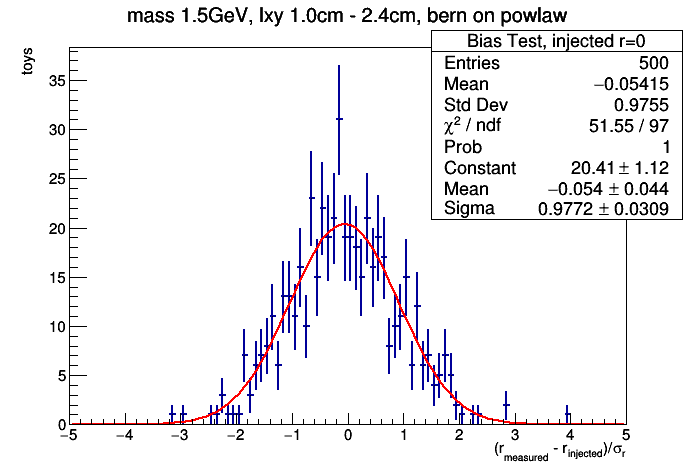 mass 1.5GeV, lxy 1.0cm - 2.4cm, bern on powlaw
toys
Bias Test, injected r=0
Entries 500
Mean −0.05415
Std Dev 0.9755
χ² / ndf 51.55 / 97
Prob 1
Constant 20.41 ± 1.12
Mean −0.054 ± 0.044
Sigma 0.9772 ± 0.0309
35
30
25
20
15
10
5
0
−5 −4 −3 −2 −1 0 1 2 3 4 5
(r_measured - r_injected)/σ_r